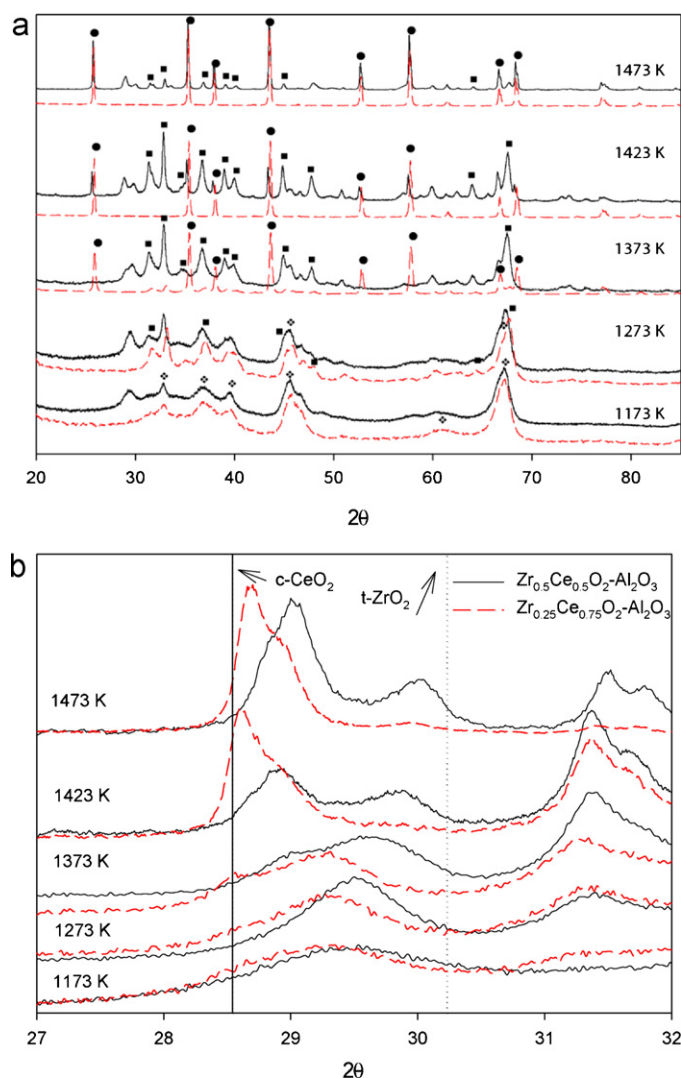 a
1473 K
1423 K
1373 K
1273 K
1173 K
20 30 40 50 60 70 80
2θ
b
c-CeO₂
t-ZrO₂
Zr₀.₅Ce₀.₅O₂-Al₂O₃
Zr₀.₂₅Ce₀.₇₅O₂-Al₂O₃
1473 K
1423 K
1373 K
1273 K
1173 K
27 28 29 30 31 32
2θ